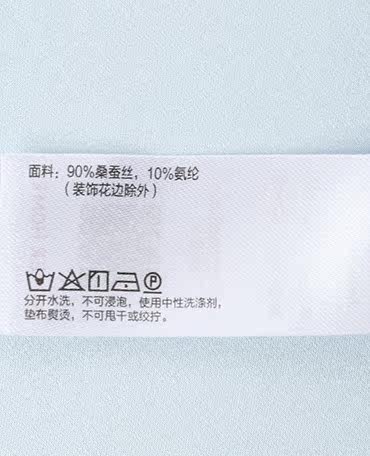 面料：90%桑蚕丝，10%氨纶
（装饰花边除外）
分开水洗，不可浸泡，使用中性洗涤剂，
垫布熨烫，不可甩干或绞拧。